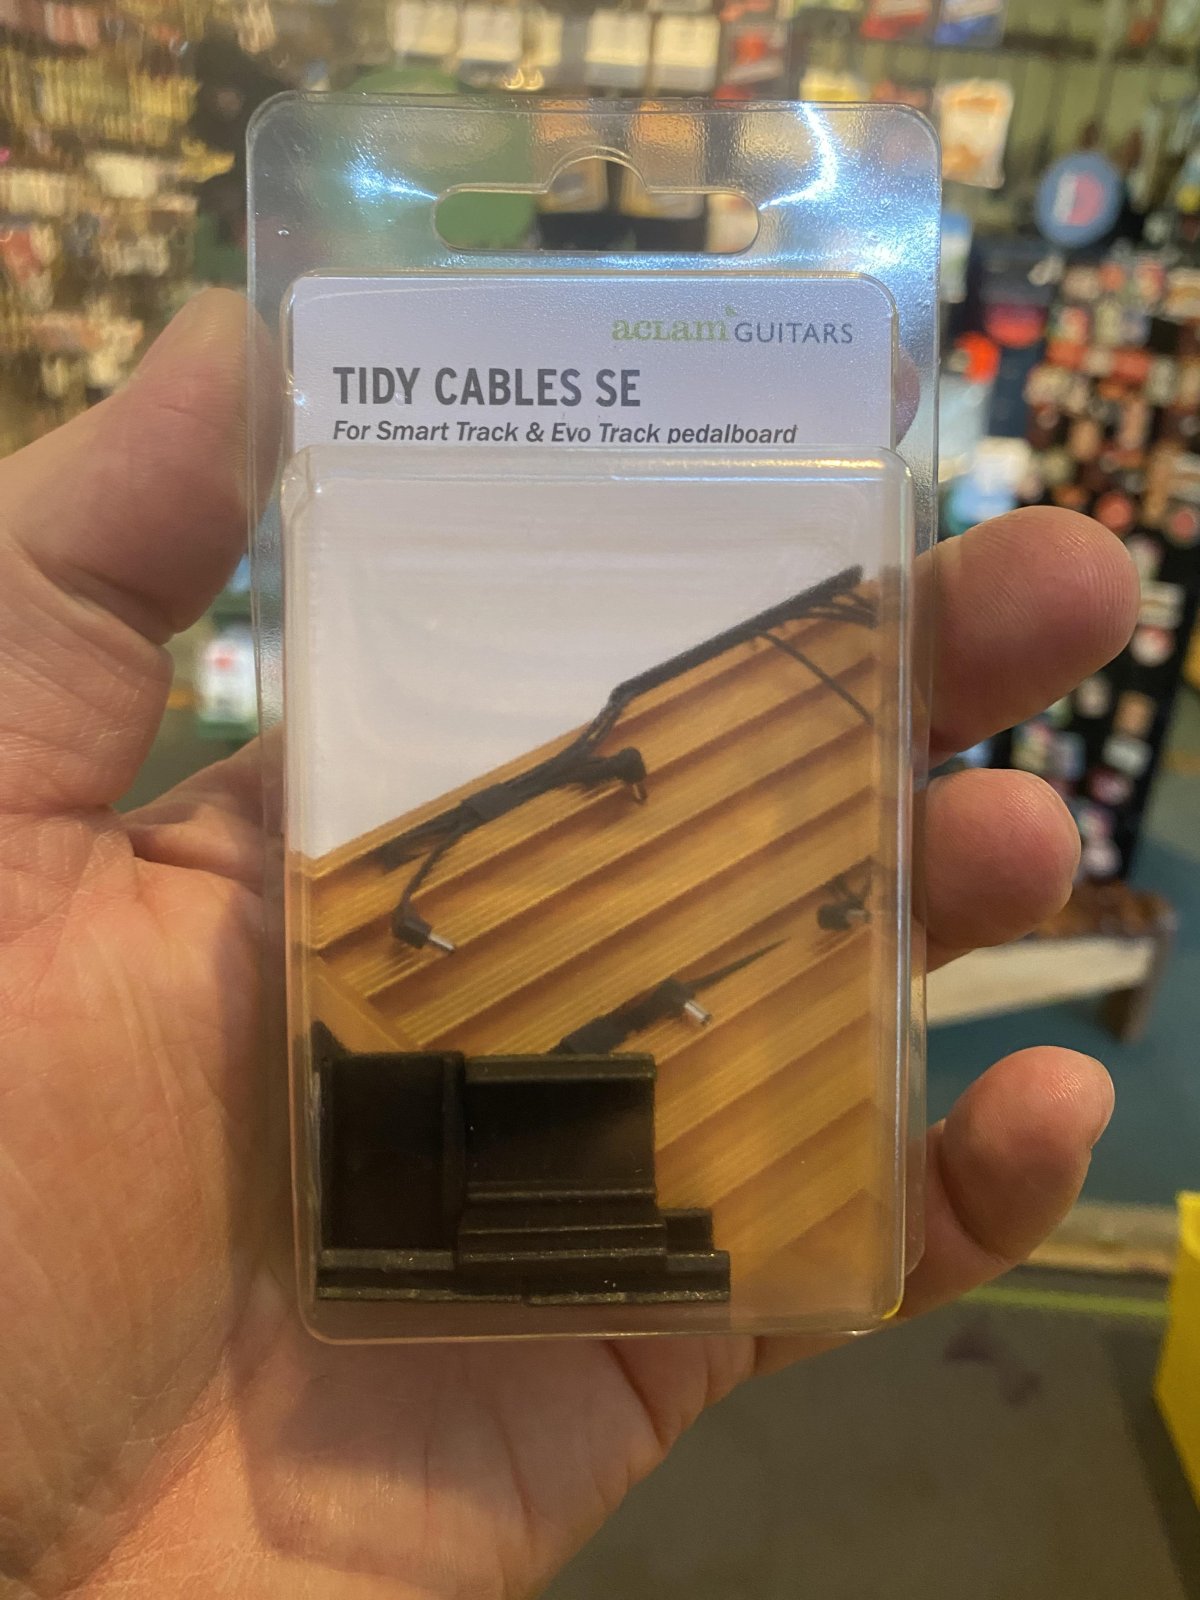 aclam GUITARS
TIDY CABLES SE
For Smart Track & Evo Track pedalboard